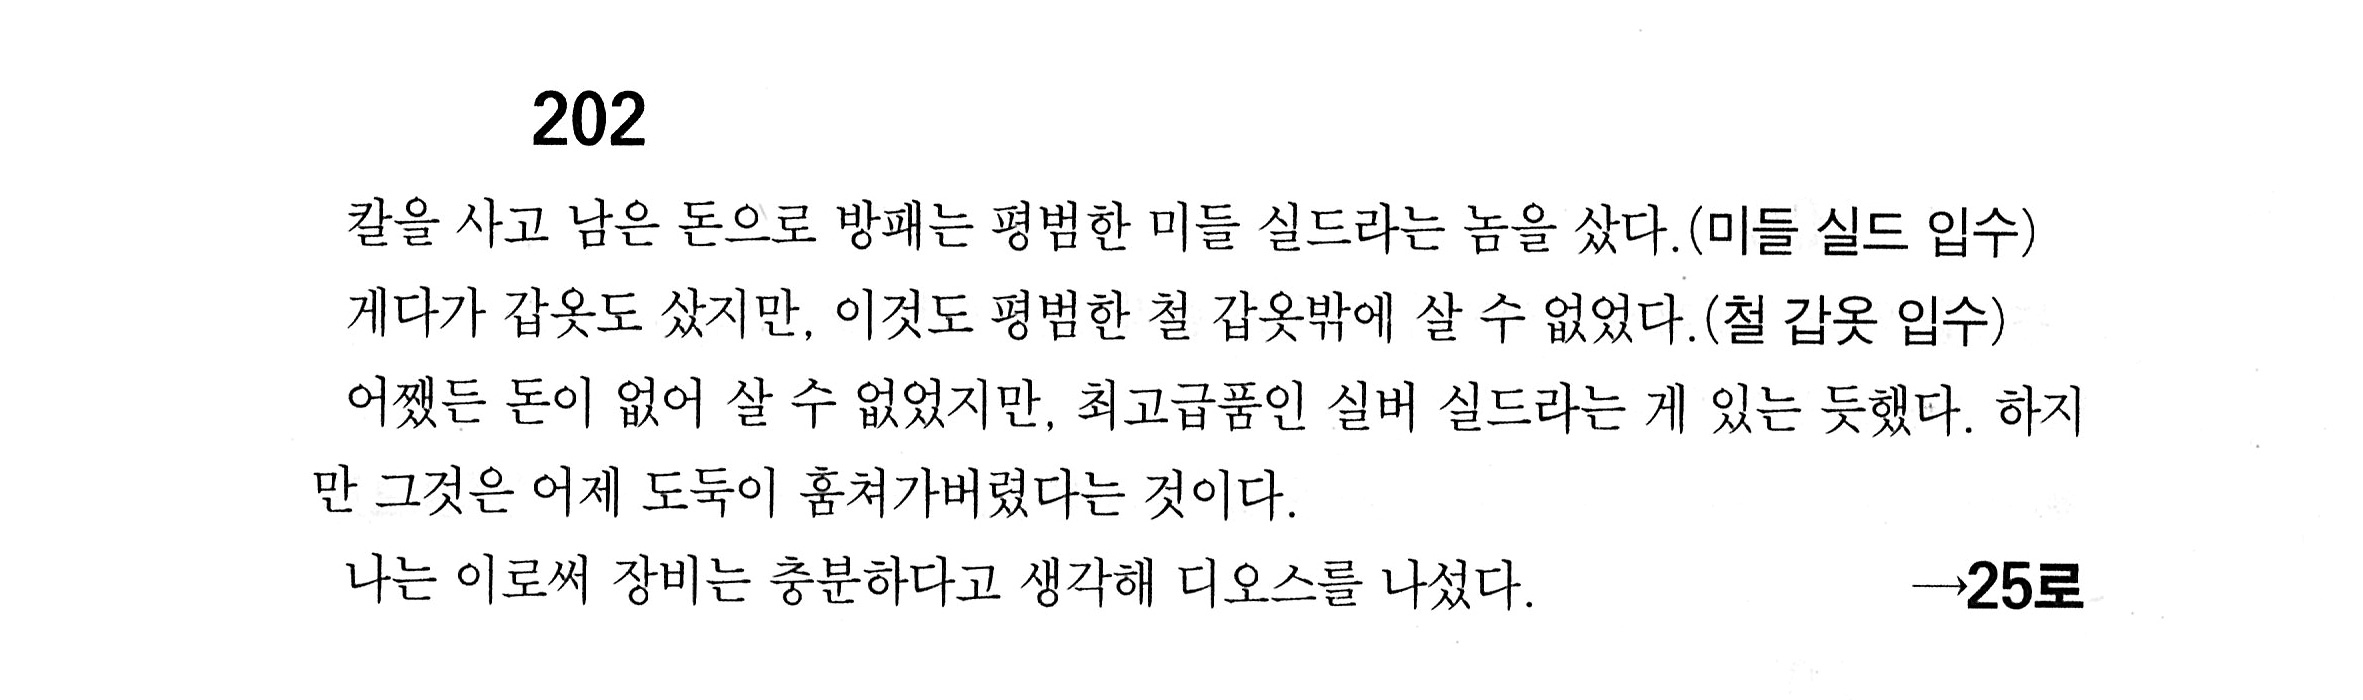 202
칼을 사고 남은 돈으로 방패는 평범한 미들 실드라는 놈을 샀다.(미들 실드 입수)
게다가 갑옷도 샀지만, 이것도 평범한 철 갑옷밖에 살 수 없었다.(철 갑옷 입수)
어쨌든 돈이 없어 살 수 없었지만, 최고급품인 실버 실드라는 게 있는 듯했다. 하지
만 그것은 어제 도둑이 훔쳐가버렸다는 것이다.
나는 이로써 장비는 충분하다고 생각해 디오스를 나섰다. →25로